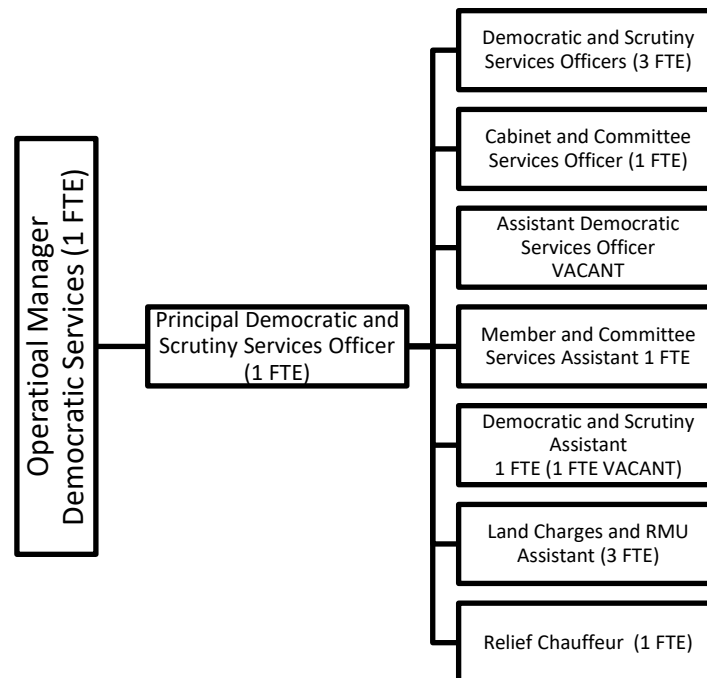 Operatioal Manager
Democratic Services (1 FTE)
Principal Democratic and
Scrutiny Services Officer
(1 FTE)
Democratic and Scrutiny
Services Officers (3 FTE)
Cabinet and Committee
Services Officer (1 FTE)
Assistant Democratic
Services Officer
VACANT
Member and Committee
Services Assistant 1 FTE
Democratic and Scrutiny
Assistant
1 FTE (1 FTE VACANT)
Land Charges and RMU
Assistant (3 FTE)
Relief Chauffeur (1 FTE)